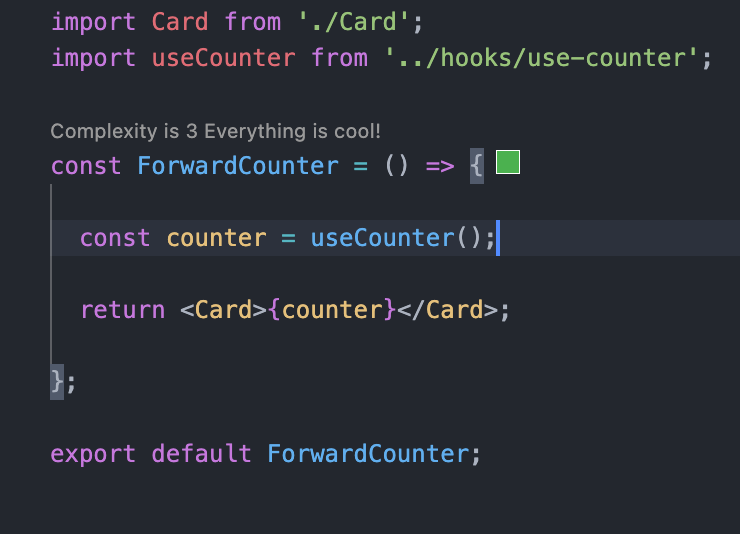 import Card from './Card';
import useCounter from '../hooks/use-counter';
Complexity is 3 Everything is cool!
const ForwardCounter = () => {
const counter = useCounter();
return <Card>{counter}</Card>;
};
export default ForwardCounter;